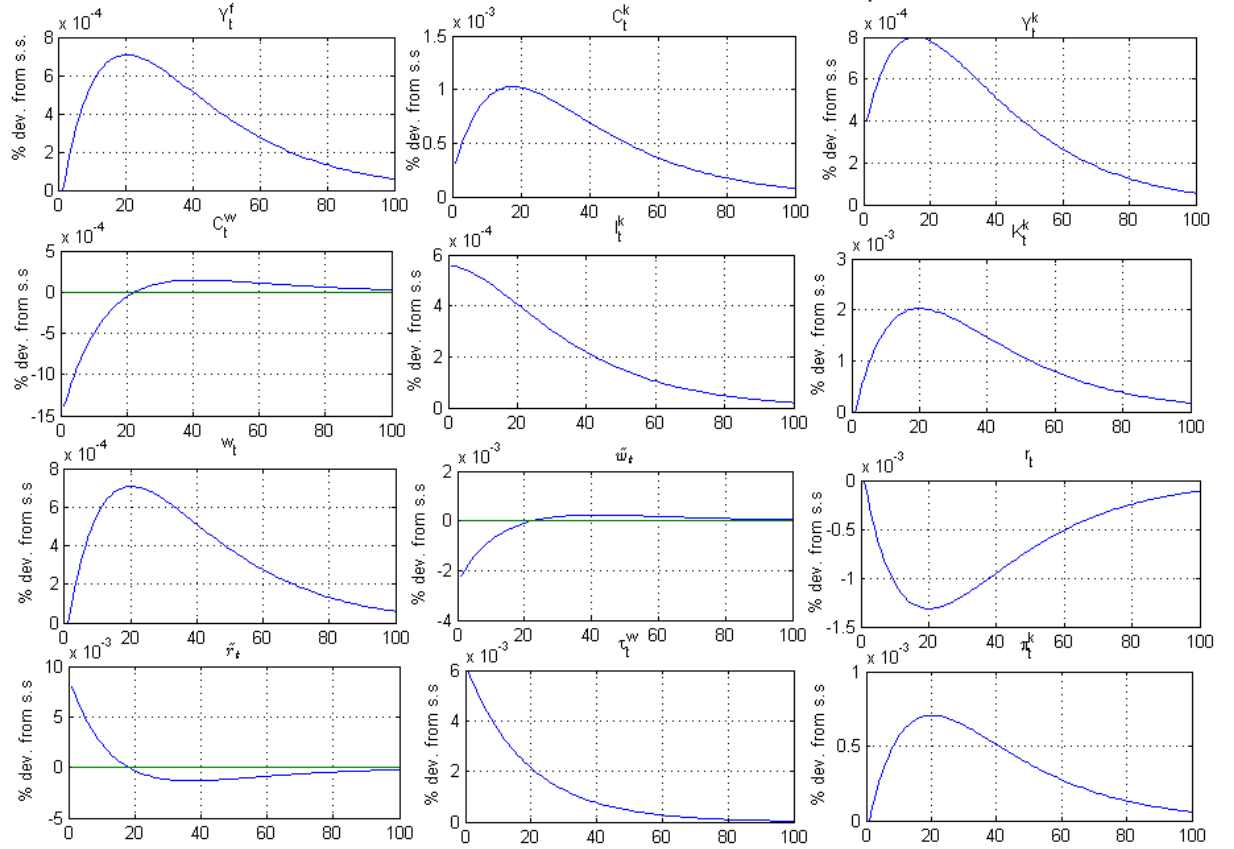 Y_t^f C_t^k Y_t^k
x 10^-4 x 10^-3 x 10^-4
% dev. from s.s. % dev. from s.s % dev. from s.s
8 6 4 2 0
1.5 1 0.5 0
8 6 4 2 0
0 20 40 60 80 100
0 20 40 60 80 100
0 20 40 60 80 100
C_t^w I_t^k K_t^k
x 10^-4 x 10^-4 x 10^-3
% dev. from s.s % dev. from s.s % dev. from s.s
5 0 -5 -10 -15
6 4 2 0
3 2 1 0
0 20 40 60 80 100
0 20 40 60 80 100
0 20 40 60 80 100
w_t w̃_t r_t
x 10^-4 x 10^-3 x 10^-3
% dev. from s.s % dev. from s.s % dev. from s.s
8 6 4 2 0
2 0 -2 -4
0 -0.5 -1 -1.5
0 20 40 60 80 100
0 20 40 60 80 100
0 20 40 60 80 100
r̃_t τ_t^w π_t^k
x 10^-3 x 10^-3 x 10^-3
% dev. from s.s % dev. from s.s % dev. from s.s
10 5 0 -5
6 4 2 0
1 0.5 0
0 20 40 60 80 100
0 20 40 60 80 100
0 20 40 60 80 100